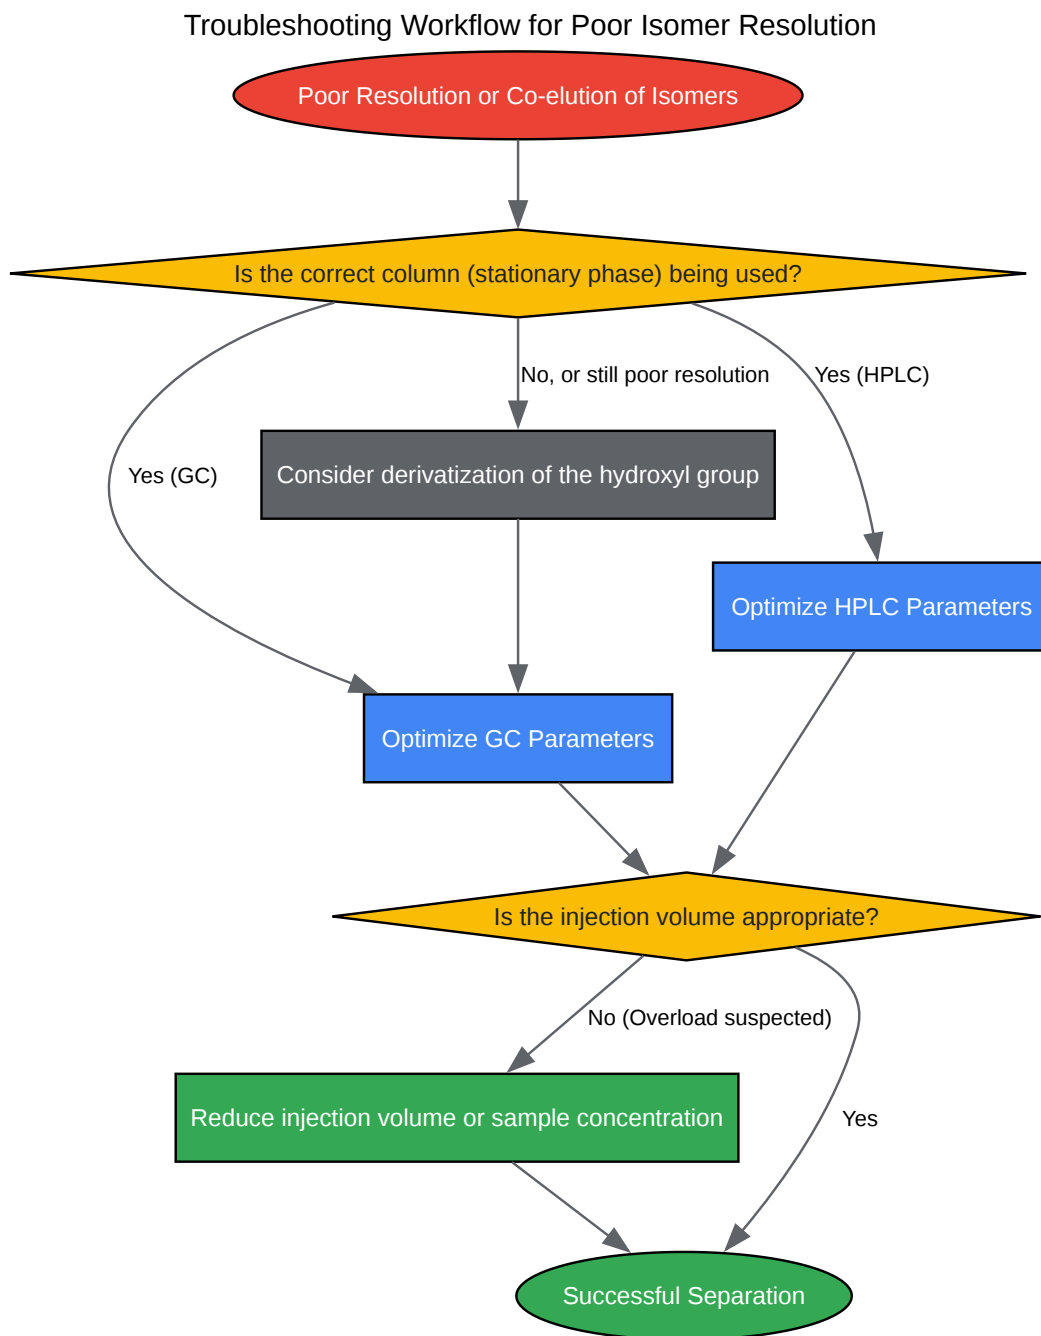 Troubleshooting Workflow for Poor Isomer Resolution
Poor Resolution or Co-elution of Isomers
Is the correct column (stationary phase) being used?
No, or still poor resolution
Yes (HPLC)
Yes (GC)
Consider derivatization of the hydroxyl group
Optimize HPLC Parameters
Optimize GC Parameters
Is the injection volume appropriate?
No (Overload suspected)
Reduce injection volume or sample concentration
Yes
Successful Separation